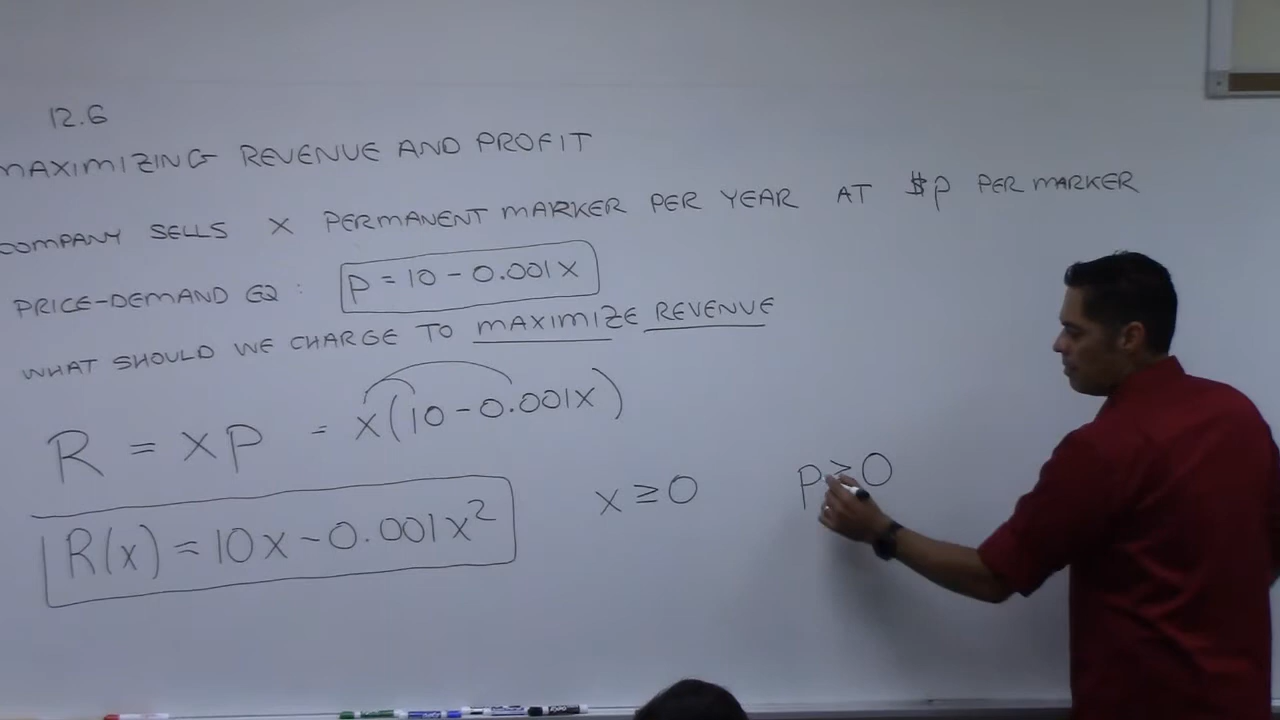 12.6
MAXIMIZING REVENUE AND PROFIT
COMPANY SELLS X PERMANENT MARKER PER YEAR AT $p PER MARKER
PRICE-DEMAND EQ: p = 10 - 0.001x
WHAT SHOULD WE CHARGE TO MAXIMIZE REVENUE
R = xp = x(10 - 0.001x)
R(x) = 10x - 0.001x² x ≥ 0 p ≥ 0